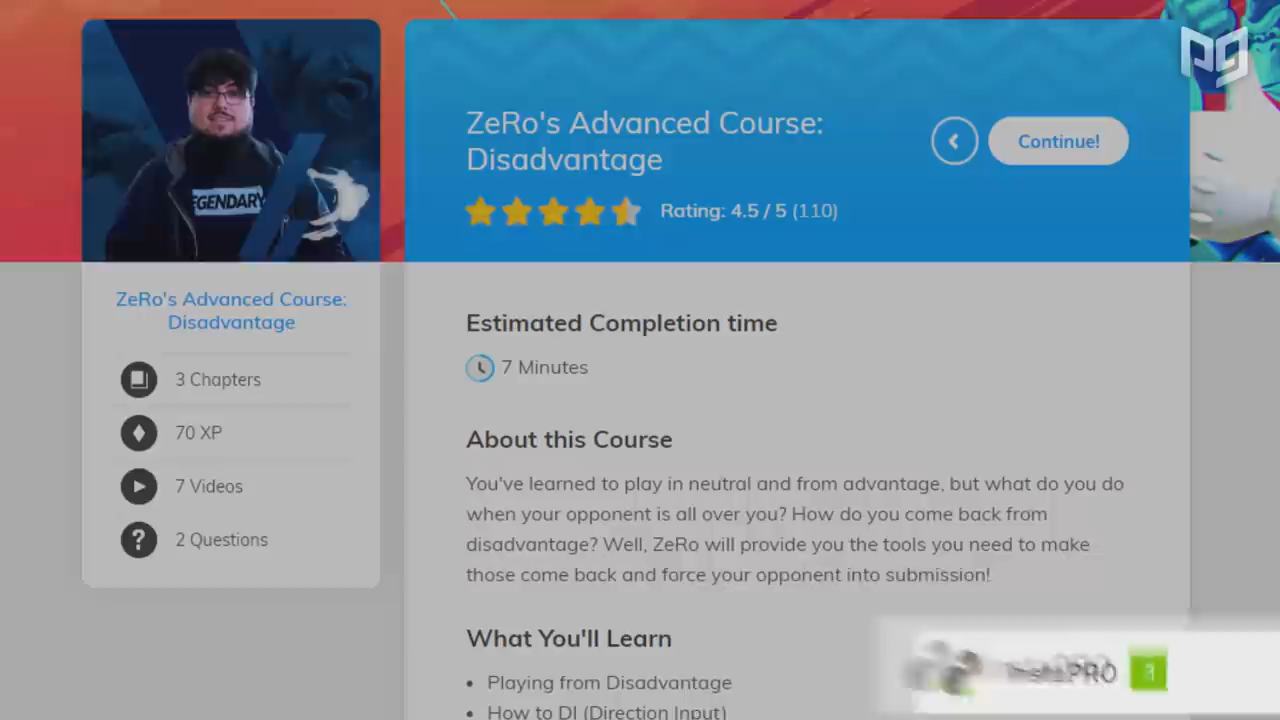 PG
EGENDARY
ZeRo's Advanced Course:
Disadvantage
Continue!
Rating: 4.5 / 5 (110)
ZeRo's Advanced Course:
Disadvantage
3 Chapters
70 XP
7 Videos
2 Questions
Estimated Completion time
7 Minutes
About this Course
You've learned to play in neutral and from advantage, but what do you do
when your opponent is all over you? How do you come back from
disadvantage? Well, ZeRo will provide you the tools you need to make
those come back and force your opponent into submission!
What You'll Learn
• Playing from Disadvantage
• How to DI (Direction Input)
PRO